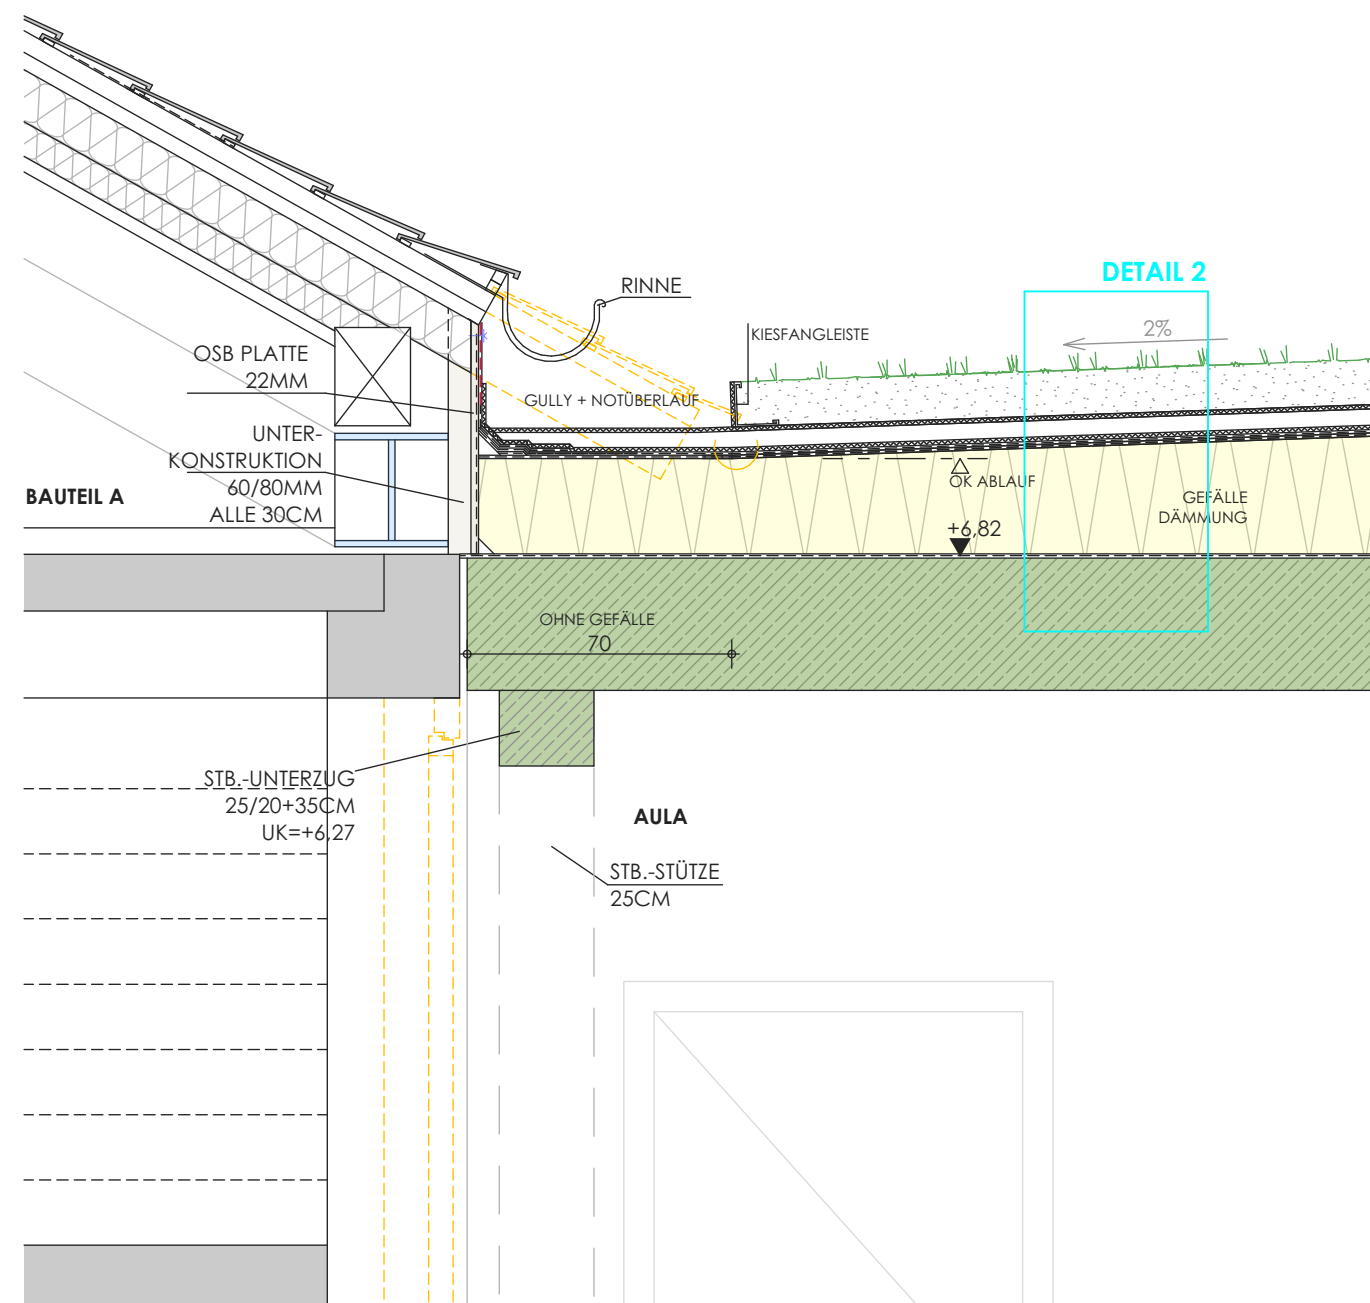 DETAIL 2
RINNE
2%
KIESFANGLEISTE
OSB PLATTE
22MM
GULLY + NOTÜBERLAUF
UNTER-
KONSTRUKTION
60/80MM
ALLE 30CM
BAUTEIL A
OK ABLAUF
GEFÄLLE
DÄMMUNG
+6,82
OHNE GEFÄLLE
70
STB.-UNTERZUG
25/20+35CM
UK=+6,27
AULA
STB.-STÜTZE
25CM